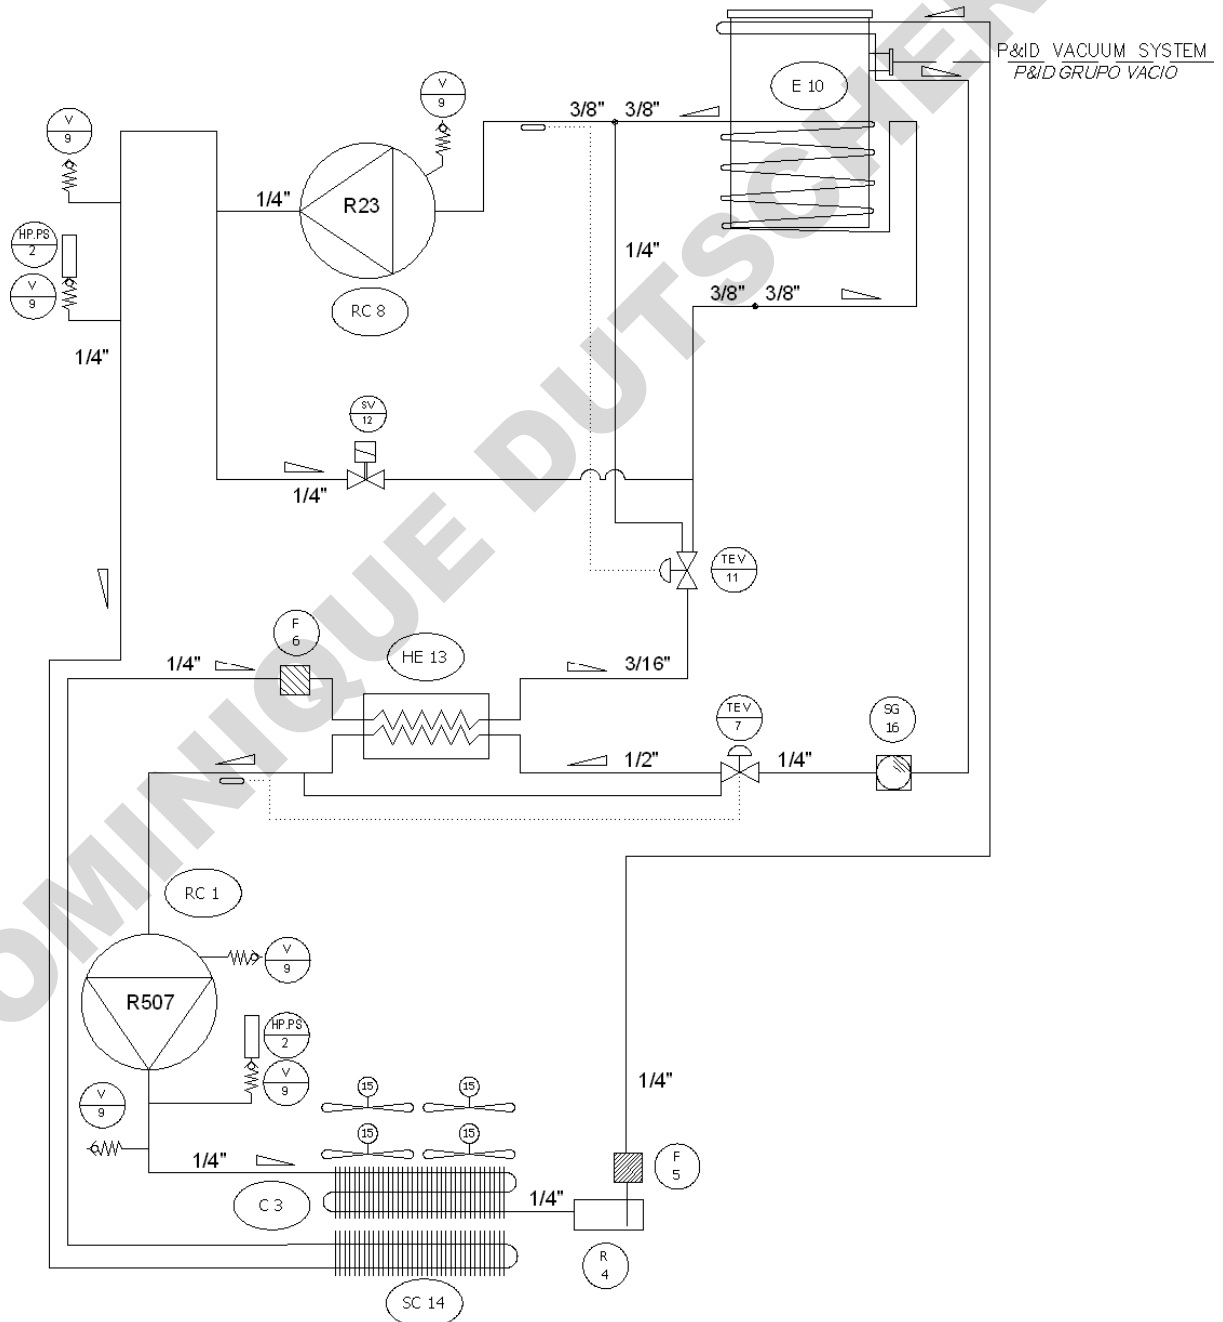 P&ID VACUUM SYSTEM
P&ID GRUPO VACIO
E 10
V
9
V
9
3/8"
3/8"
1/4"
R23
HP.PS
2
V
9
1/4"
RC 8
3/8"
3/8"
1/4"
SV
12
1/4"
TEV
11
F
6
1/4"
HE 13
3/16"
TEV
7
SG
16
1/2"
1/4"
RC 1
V
9
R507
HP.PS
2
V
9
V
9
15
15
15
15
1/4"
1/4"
F
5
C 3
1/4"
R
4
SC 14
OMINIQUE DUTSCHER